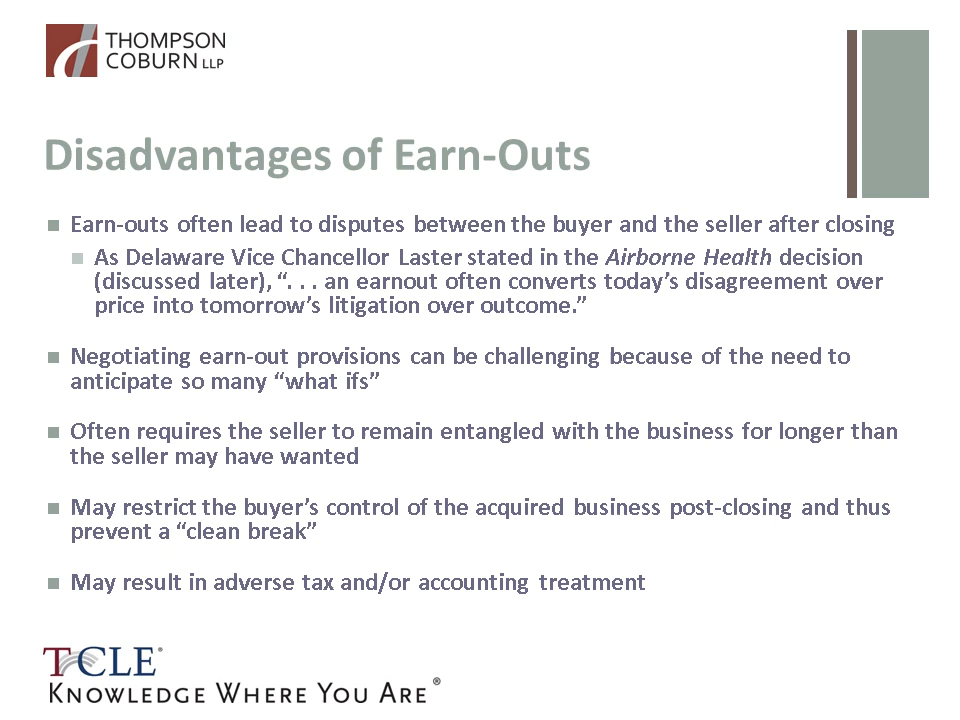 THOMPSON
COBURN LLP
Disadvantages of Earn-Outs
Earn-outs often lead to disputes between the buyer and the seller after closing
As Delaware Vice Chancellor Laster stated in the Airborne Health decision
(discussed later), “. . . an earnout often converts today’s disagreement over
price into tomorrow’s litigation over outcome.”
Negotiating earn-out provisions can be challenging because of the need to
anticipate so many “what ifs”
Often requires the seller to remain entangled with the business for longer than
the seller may have wanted
May restrict the buyer’s control of the acquired business post-closing and thus
prevent a “clean break”
May result in adverse tax and/or accounting treatment
TCCLE®
KNOWLEDGE WHERE YOU ARE®